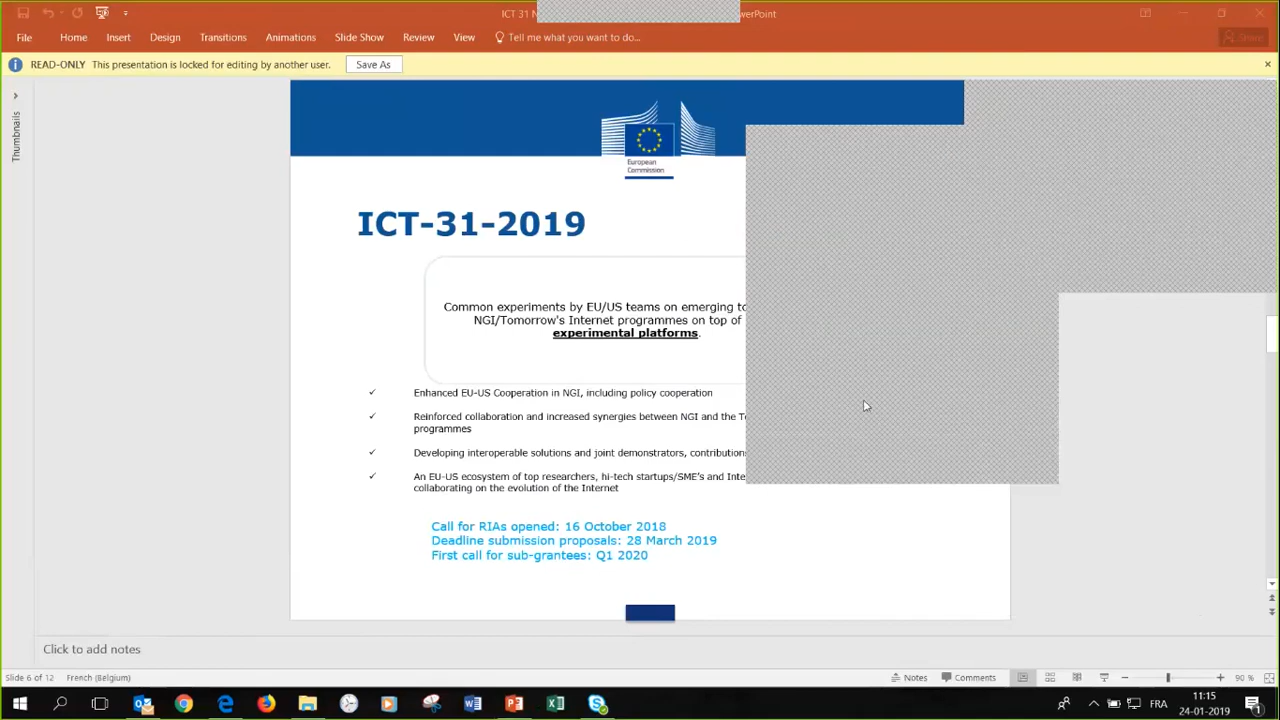 ICT 31
werPoint
File Home Insert Design Transitions Animations Slide Show Review View Tell me what you want to do... Share
READ-ONLY This presentation is locked for editing by another user. Save As
Thumbnails
European
Commission
ICT-31-2019
Common experiments by EU/US teams on emerging
NGI/Tomorrow's Internet programmes on top of
experimental platforms.
✓ Enhanced EU-US Cooperation in NGI, including policy cooperation
✓ Reinforced collaboration and increased synergies between NGI and the
programmes
✓ Developing interoperable solutions and joint demonstrators, contributions
✓ An EU-US ecosystem of top researchers, hi-tech startups/SME's and
collaborating on the evolution of the Internet
Call for RIAs opened: 16 October 2018
Deadline submission proposals: 28 March 2019
First call for sub-grantees: Q1 2020
Click to add notes
Slide 6 of 12 French (Belgium) Notes Comments 90 %
11:15
FRA
24-01-2019
1